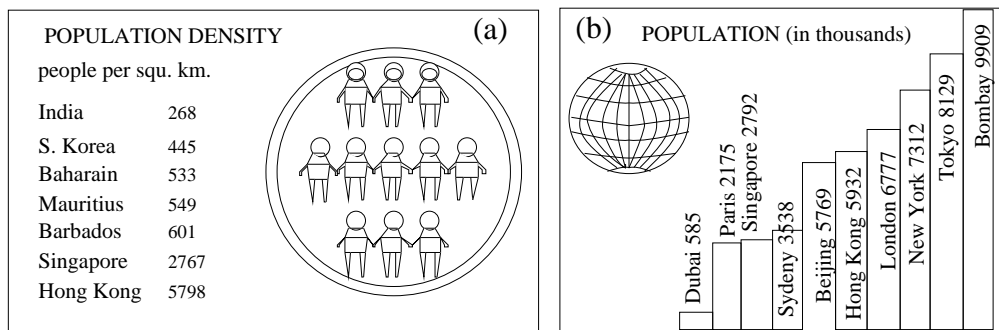 POPULATION DENSITY (a)
people per squ. km.
India 268
S. Korea 445
Baharain 533
Mauritius 549
Barbados 601
Singapore 2767
Hong Kong 5798
(b) POPULATION (in thousands)
Dubai 585
Paris 2175
Singapore 2792
Sydeny 3538
Beijing 5769
Hong Kong 5932
London 6777
New York 7312
Tokyo 8129
Bombay 9909